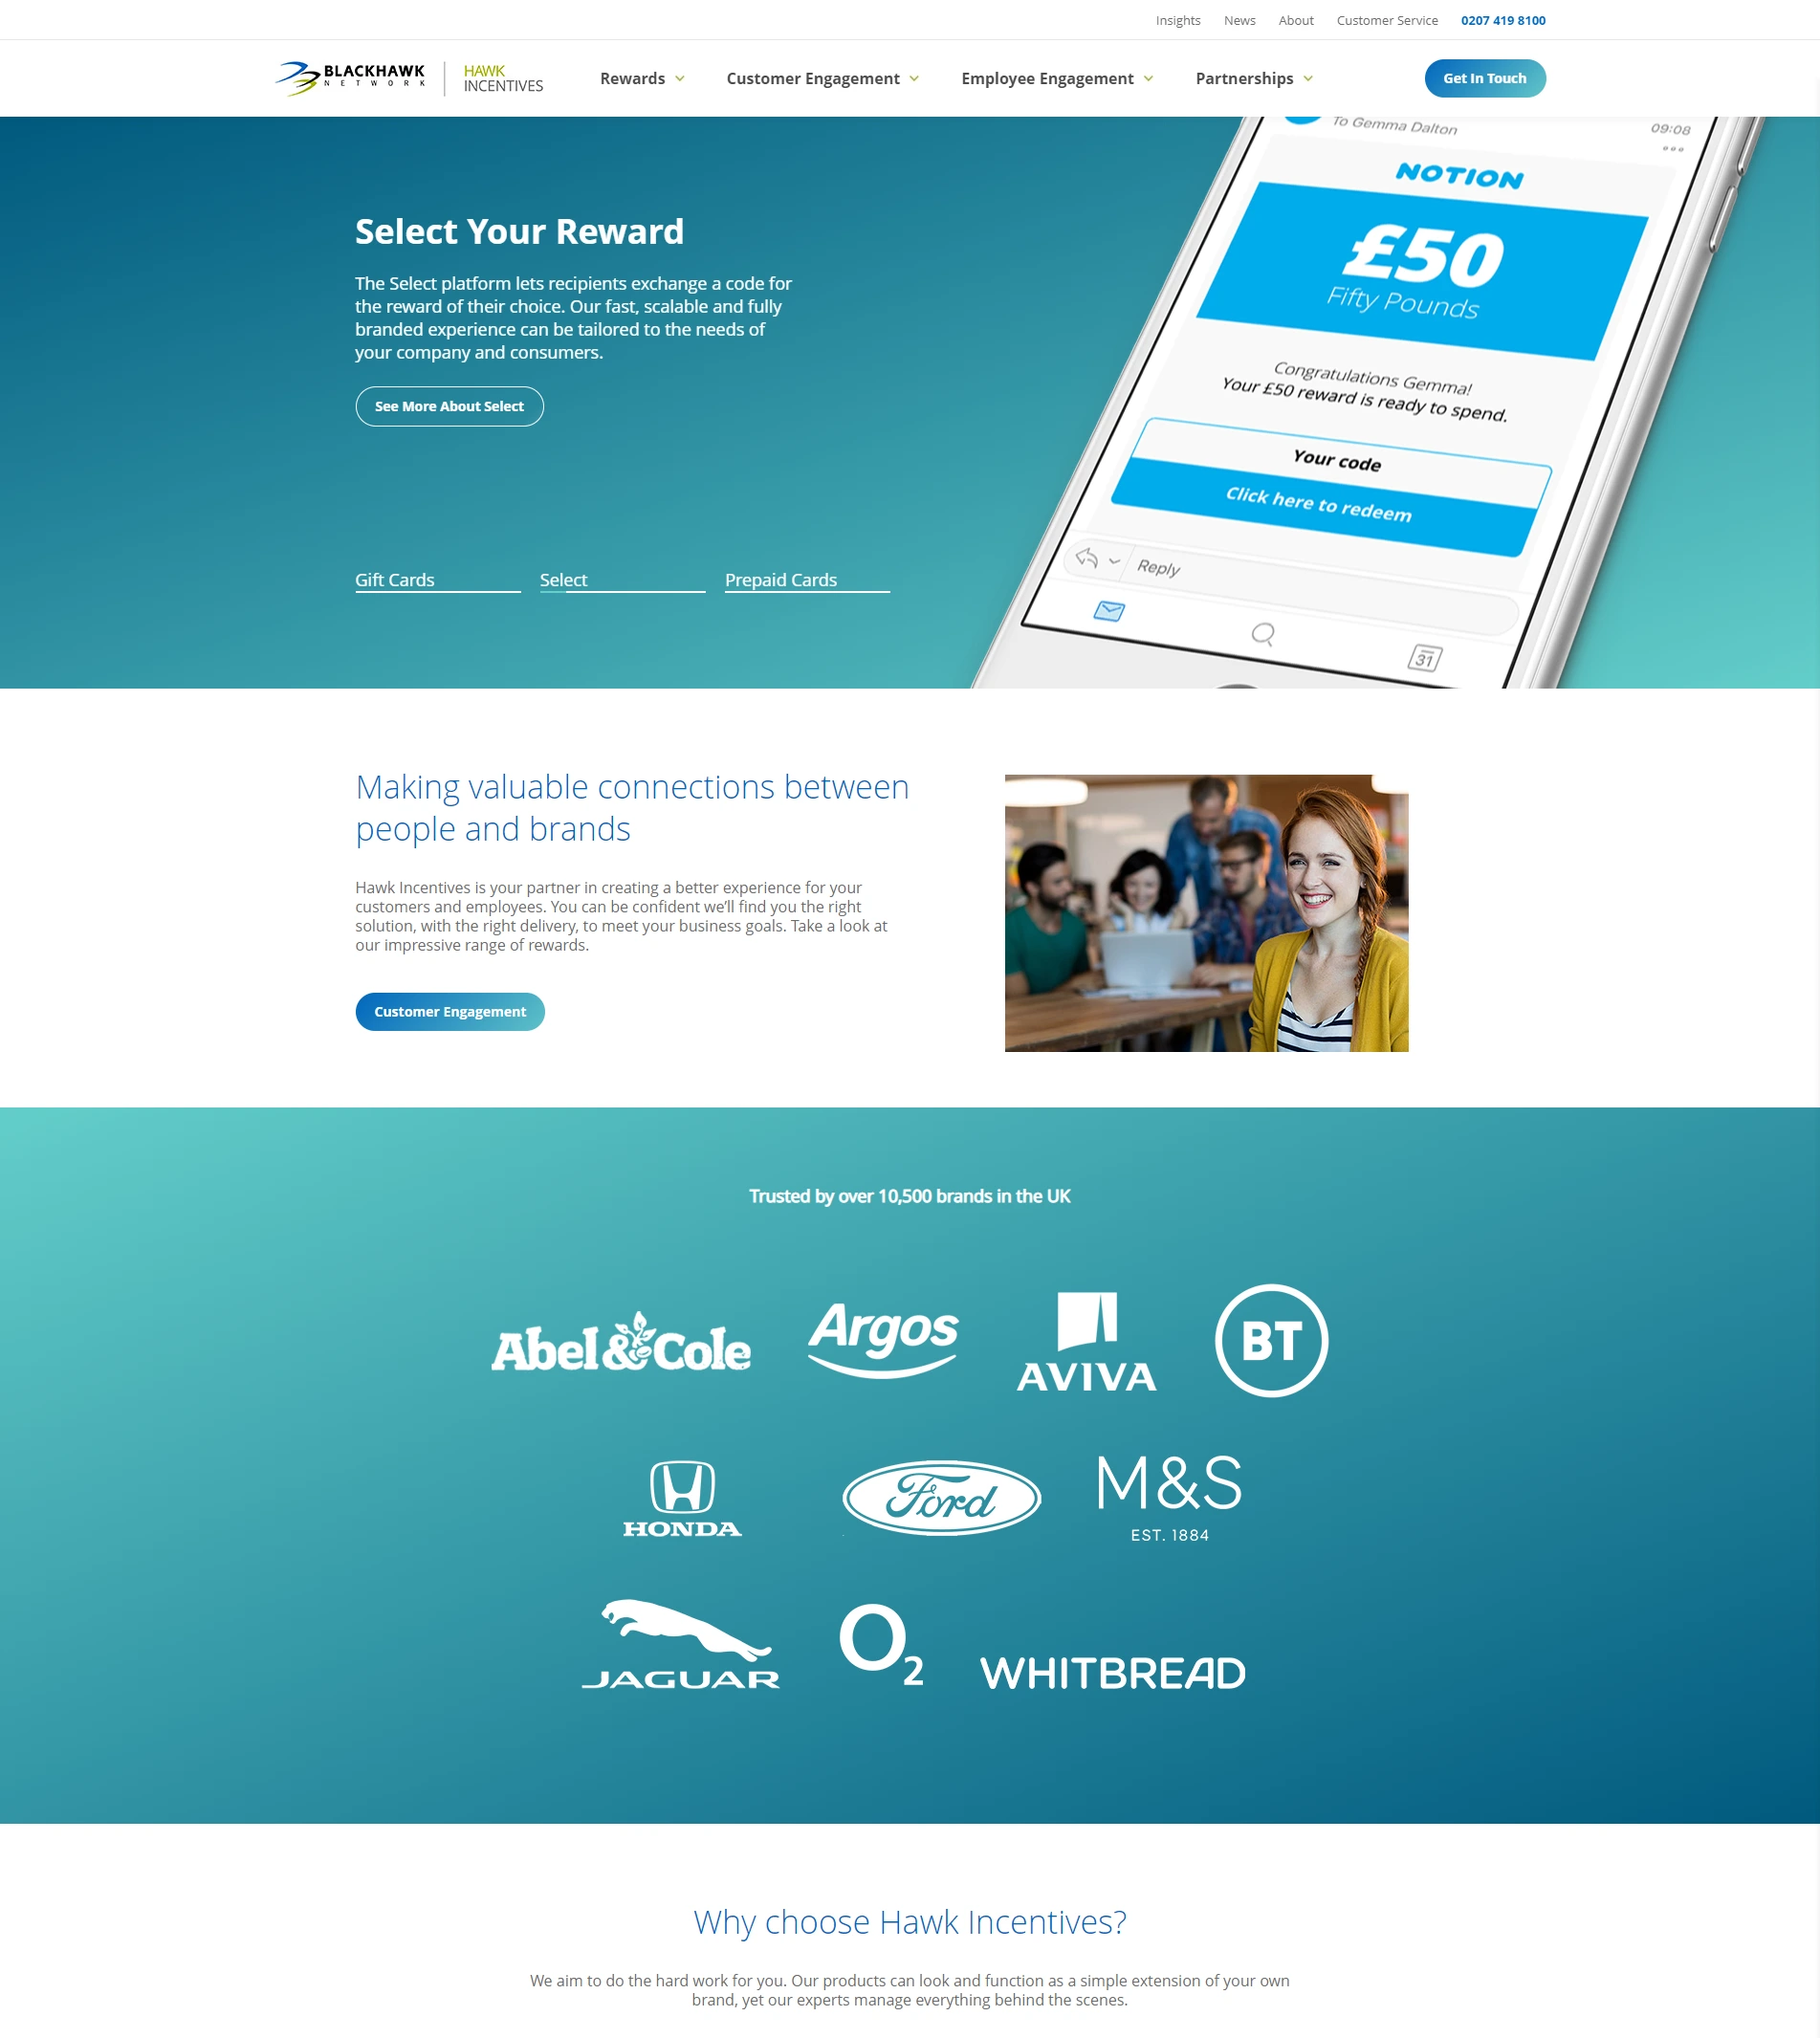 Insights News About Customer Service 0207 419 8100
BLACKHAWK
NETWORK
HAWK
INCENTIVES
Rewards Customer Engagement Employee Engagement Partnerships Get In Touch
To Gemma Dalton 09:08
NOTION
£50
Fifty Pounds
Congratulations Gemma!
Your £50 reward is ready to spend.
Your code
Click here to redeem
Reply
31
Select Your Reward
The Select platform lets recipients exchange a code for
the reward of their choice. Our fast, scalable and fully
branded experience can be tailored to the needs of
your company and consumers.
See More About Select
Gift Cards Select Prepaid Cards
Making valuable connections between
people and brands
Hawk Incentives is your partner in creating a better experience for your
customers and employees. You can be confident we'll find you the right
solution, with the right delivery, to meet your business goals. Take a look at
our impressive range of rewards.
Customer Engagement
Trusted by over 10,500 brands in the UK
Abel&Cole Argos AVIVA BT
HONDA Ford M&S
EST. 1884
JAGUAR O2 WHITBREAD
Why choose Hawk Incentives?
We aim to do the hard work for you. Our products can look and function as a simple extension of your own
brand, yet our experts manage everything behind the scenes.